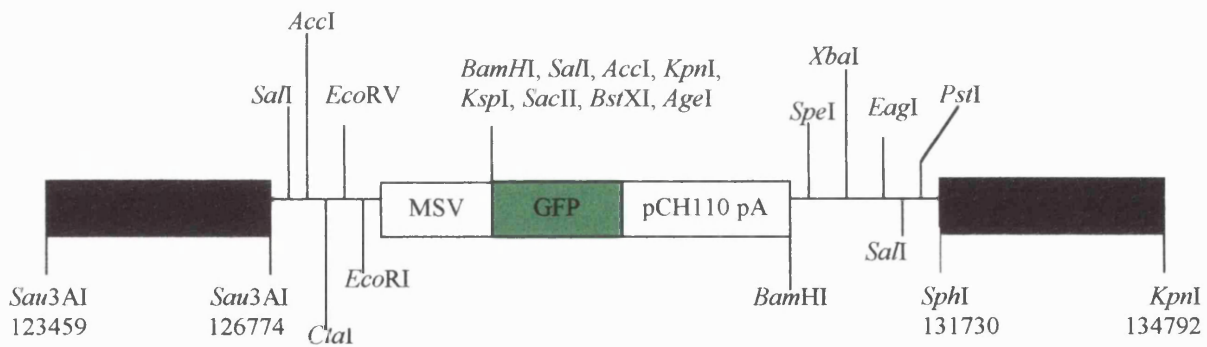 AccI
XbaI
SalI
EcoRV
BamHI, SalI, AccI, KpnI,
KspI, SacII, BstXI, AgeI
SpeI
EagI
PstI
MSV
GFP
pCH110 pA
SalI
EcoRI
BamHI
Sau3AI
123459
Sau3AI
126774
ClaI
SphI
131730
KpnI
134792